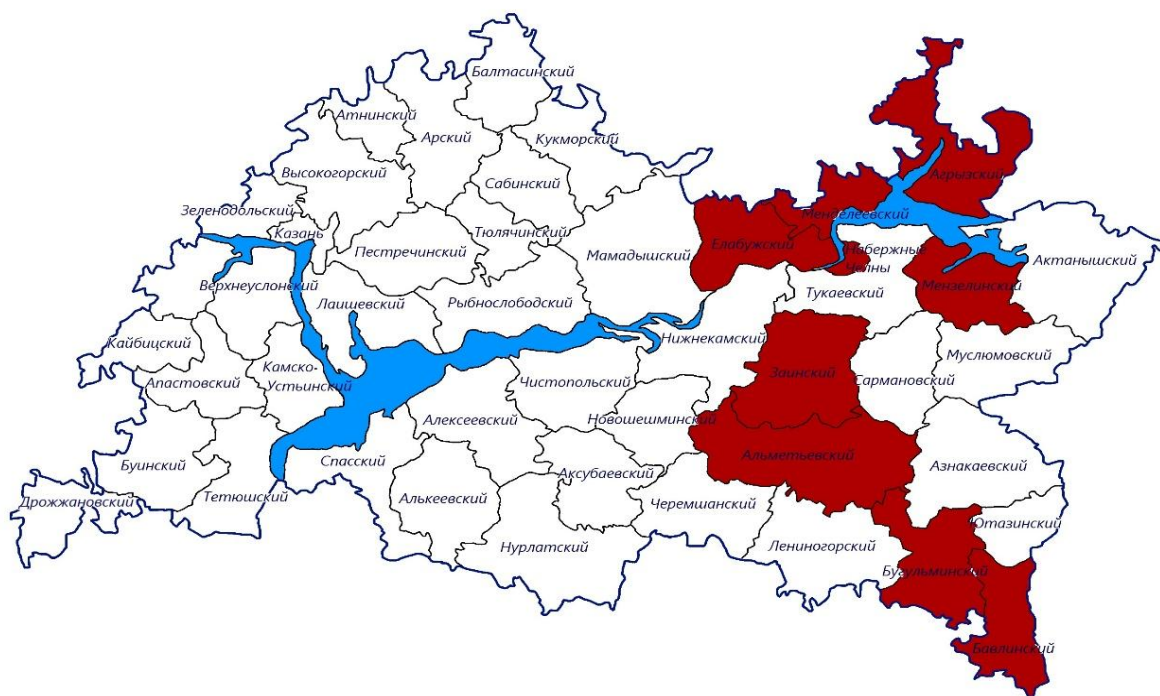 Балтасинский
Атнинский
Арский
Кукморский
Высокогорский
Сабинский
Агрызский
Зеленодольский
Менделеевский
Казань
Тюлячинский
Елабужский
Пестречинский
Мамадышский
Набержный
Челны
Актанышский
Верхнеуслонский
Мензелинский
Лаишевский
Рыбнослободский
Тукаевский
Нижнекамский
Кайбицский
Муслюмовский
Камско-
Устьинский
Заинский
Апастовский
Чистопольский
Сармановский
Алексеевский
Новошешминский
Альметьевский
Спасский
Буинский
Аксубаевский
Азнакаевский
Тетюшский
Алькеевский
Черемшанский
Дрожжановский
Ютазинский
Нурлатский
Лениногорский
Бугульминский
Бавлинский